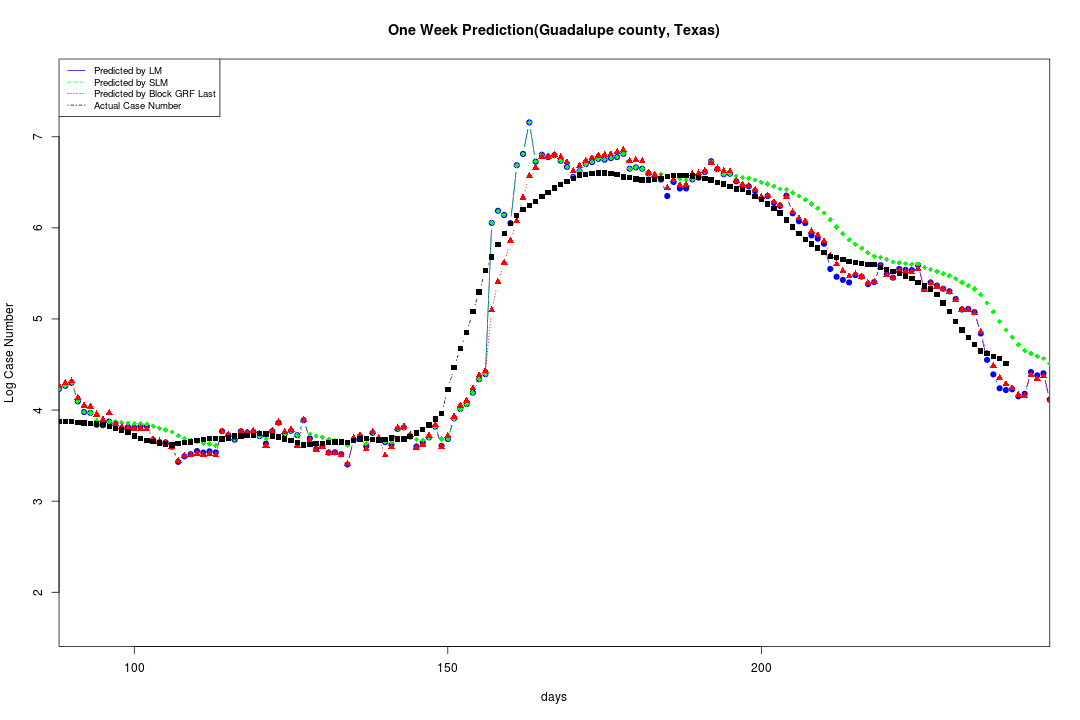 One Week Prediction(Guadalupe county, Texas)
Predicted by LM
Predicted by SLM
Predicted by Block GRF Last
Actual Case Number
Log Case Number
7
6
5
4
3
2
100 150 200
days